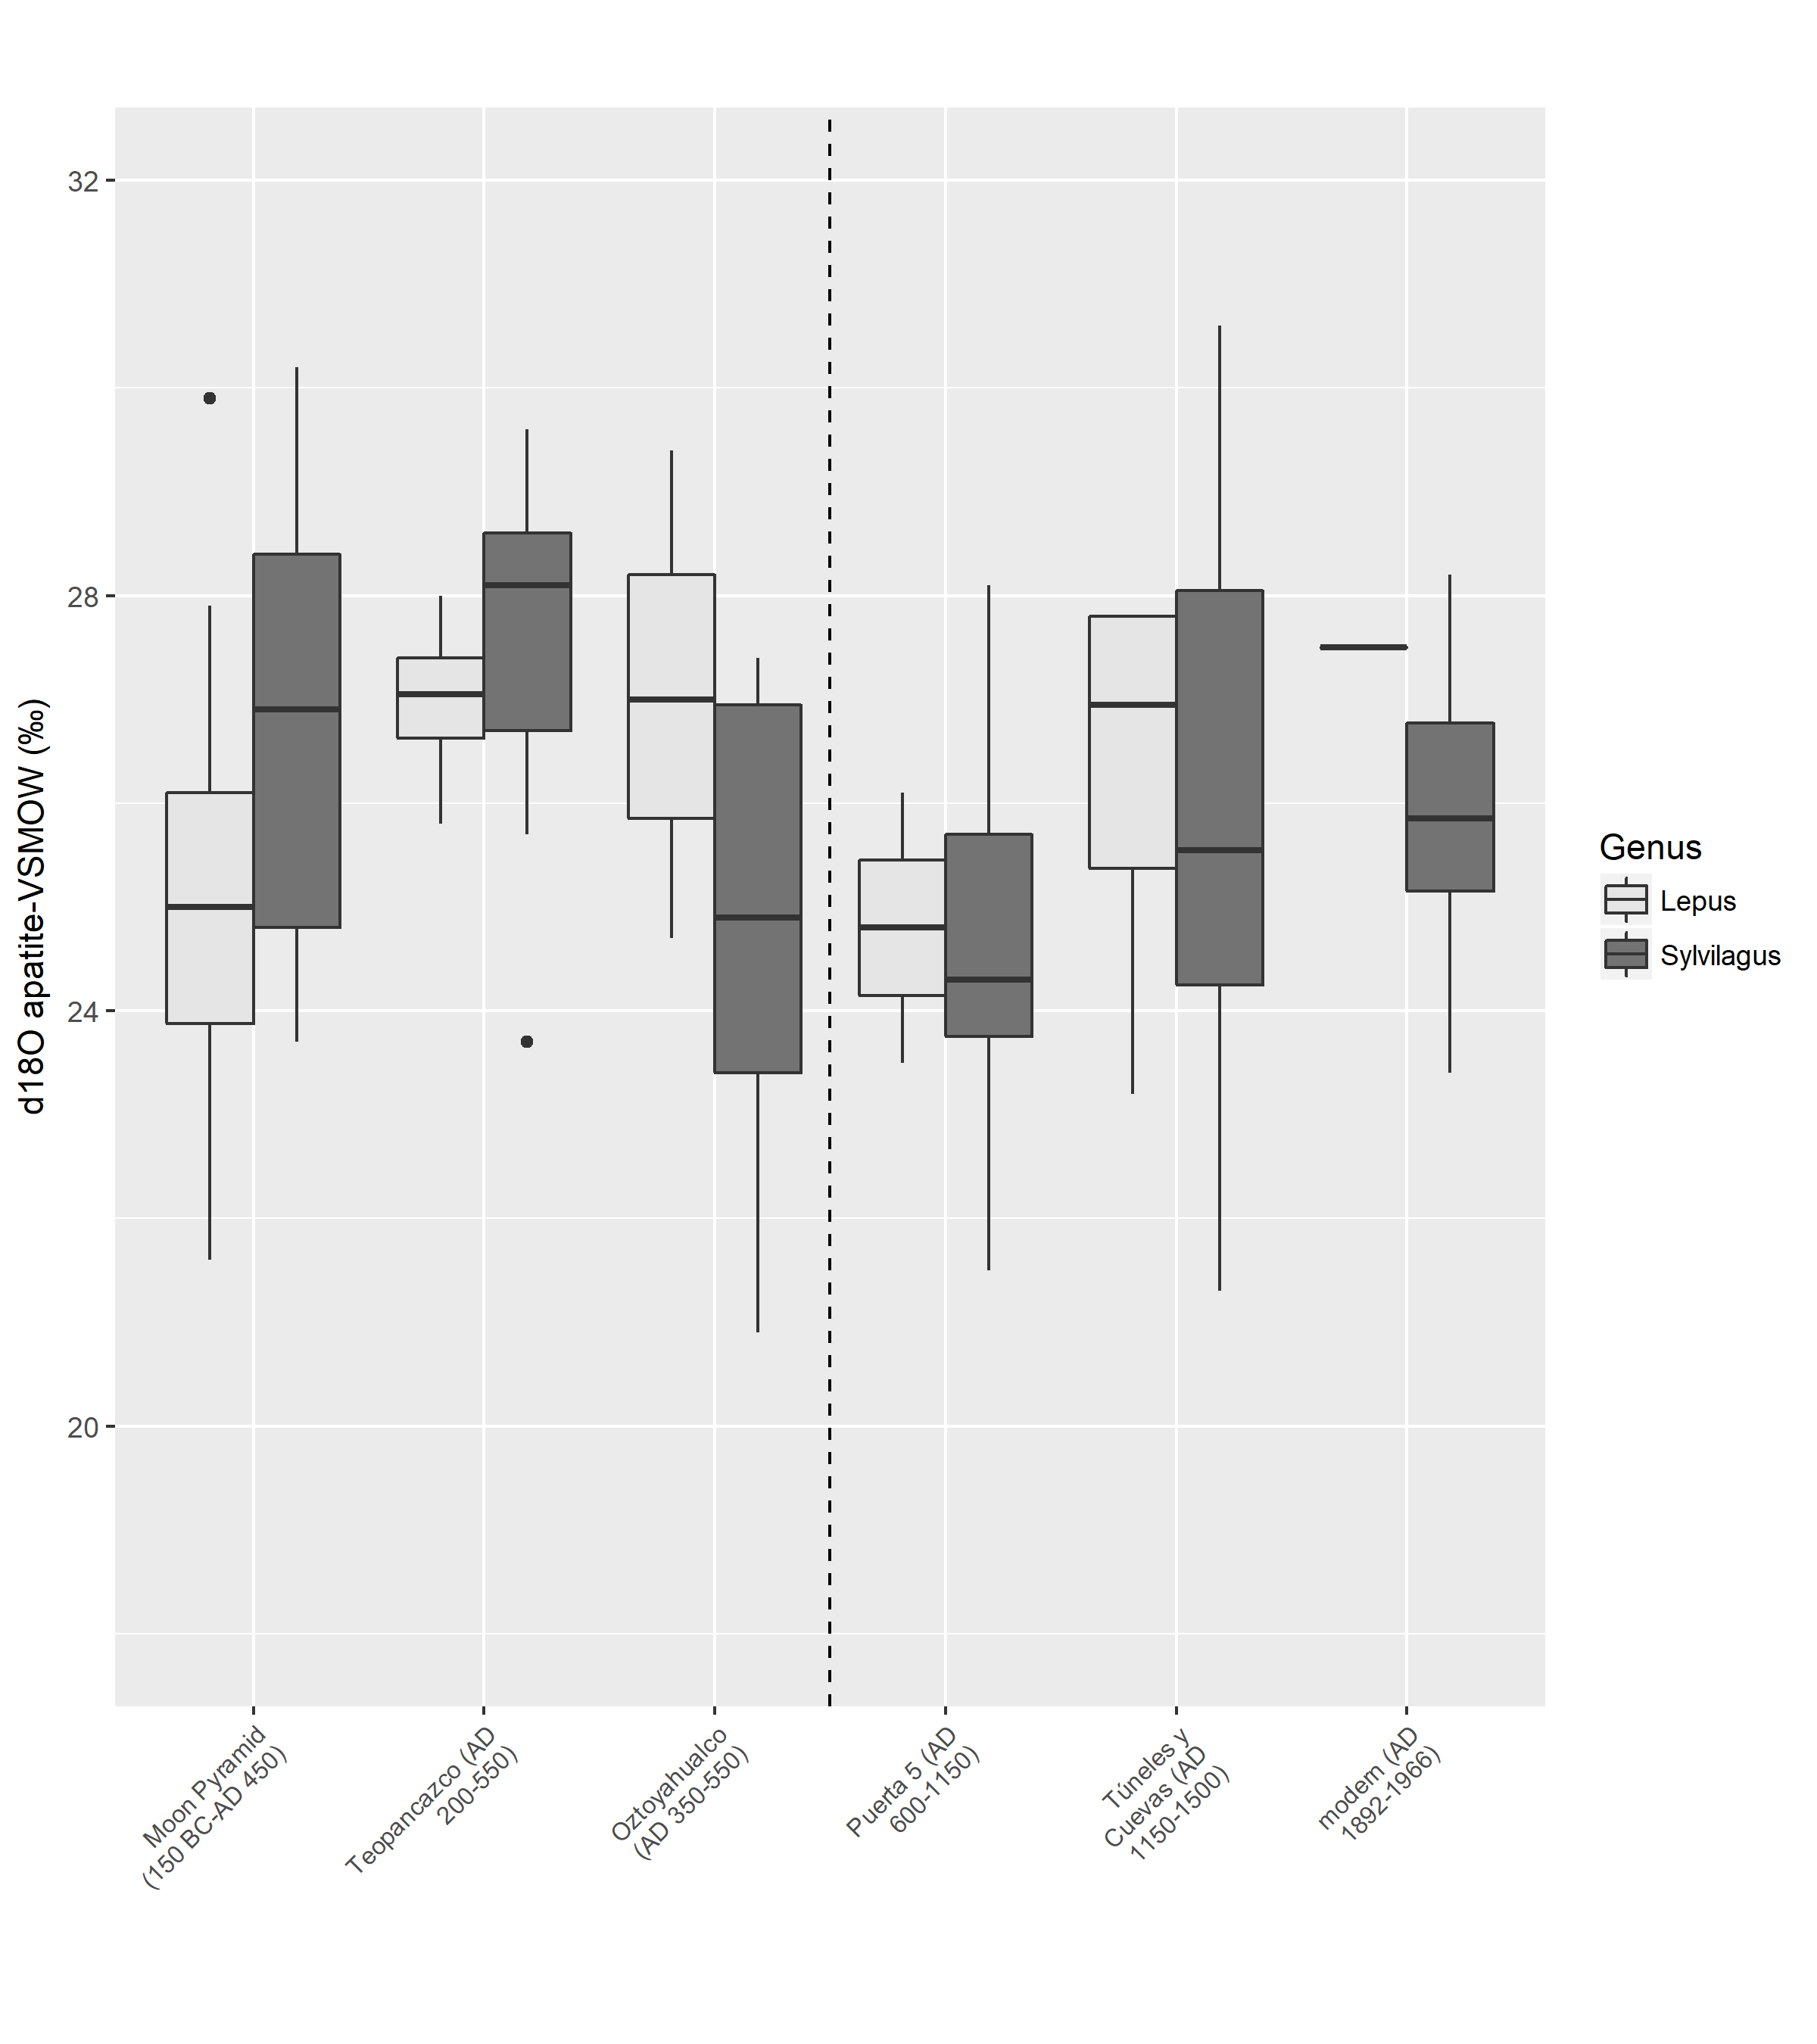 32
28
24
20
d18O apatite-VSMOW (‰)
Moon Pyramid
(150 BC-AD 450)
Teopancazco (AD
200-550)
Oztoyahualco
(AD 350-550)
Puerta 5 (AD
600-1150)
Túneles y
Cuevas (AD
1150-1500)
modern (AD
1892-1966)
Genus
Lepus
Sylvilagus